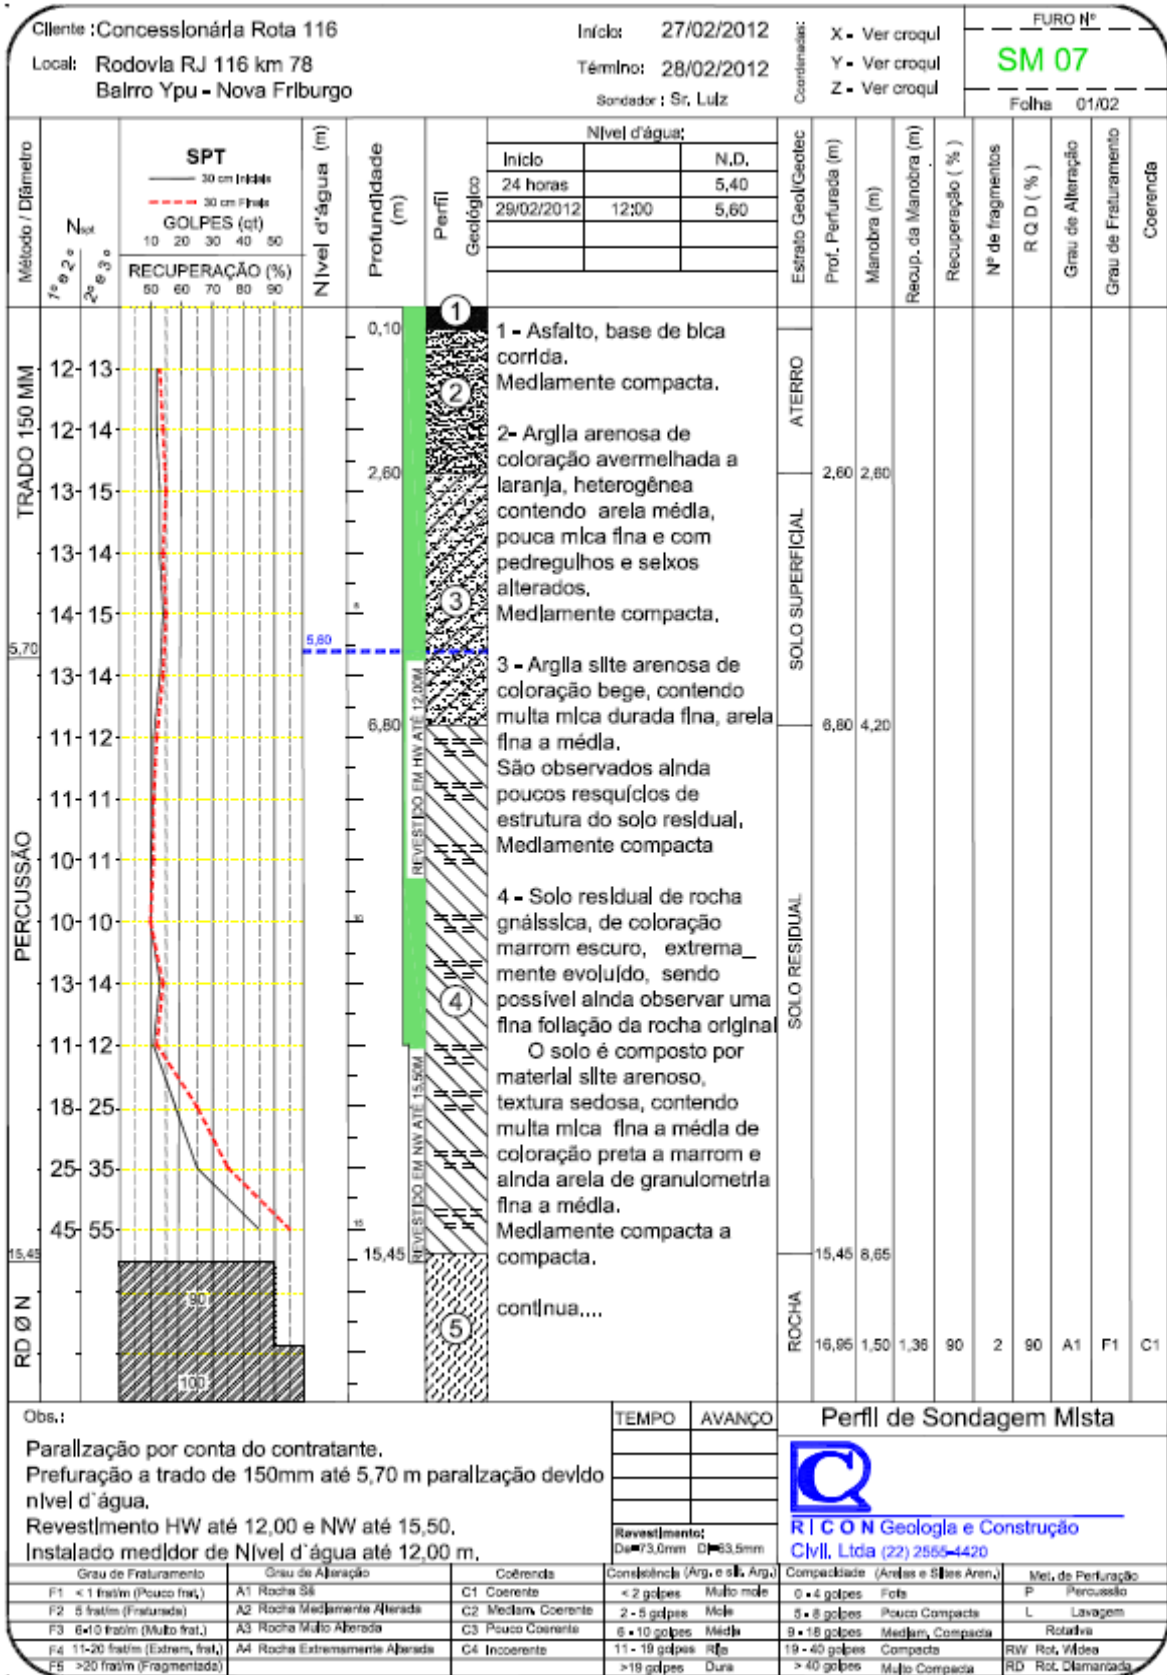 Cliente : Concessionária Rota 116
Local: Rodovia RJ 116 km 78
Bairro Ypu - Nova Friburgo
Início: 27/02/2012
Término: 28/02/2012
Sondador : Sr. Luiz
Coordenadas:
X - Ver croqui
Y - Ver croqui
Z - Ver croqui
FURO Nº
SM 07
Folha 01/02
Método / Diâmetro
Nspt
1º e 2º
2º e 3º
SPT
30 cm Iniciais
30 cm Finais
GOLPES (qt)
10 20 30 40 50
RECUPERAÇÃO (%)
50 60 70 80 90
Nível d'água (m)
Profundidade (m)
Perfil Geológico
Nível d'água:
Início N.D.
24 horas 5,40
29/02/2012 12:00 5,60
Estrato Geol/Geotec
Prof. Perfurada (m)
Manobra (m)
Recup. da Manobra (m)
Recuperação ( % )
Nº de fragmentos
R Q D ( % )
Grau de Alteração
Grau de Fraturamento
Coerencia
TRADO 150 MM
5,70
PERCUSSÃO
15,45
RD Ø N
12 - 13
12 - 14
13 - 15
13 - 14
14 - 15
13 - 14
11 - 12
11 - 11
10 - 11
10 - 10
13 - 14
11 - 12
18 - 25
25 - 35
45 - 55
90
100
5,60
0,10
2,60
5
6,80
10
15
15,45
REVESTIDO EM HW ATÉ 12,00M
REVESTIDO EM NW ATÉ 15,50M
1
2
3
4
5
1 - Asfalto, base de bica
corrida.
Mediamente compacta.
2- Argila arenosa de
coloração avermelhada a
laranja, heterogênea
contendo areia média,
pouca mica fina e com
pedregulhos e seixos
alterados.
Mediamente compacta.
3 - Argila silte arenosa de
coloração bege, contendo
muita mica durada fina, areia
fina a média.
São observados ainda
poucos resquícios de
estrutura do solo residual.
Mediamente compacta
4 - Solo residual de rocha
gnáissica, de coloração
marrom escuro, extrema_
mente evoluído, sendo
possível ainda observar uma
fina foliação da rocha original
O solo é composto por
material silte arenoso,
textura sedosa, contendo
muita mica fina a média de
coloração preta a marrom e
ainda areia de granulometria
fina a média.
Mediamente compacta a
compacta.
continua....
ATERRO
SOLO SUPERFICIAL
SOLO RESIDUAL
ROCHA
2,60 2,60
6,80 4,20
15,45 8,65
16,95 1,50 1,36 90 2 90 A1 F1 C1
Obs.:
Paralização por conta do contratante.
Prefuração a trado de 150mm até 5,70 m paralização devido
nível d`água.
Revestimento HW até 12,00 e NW até 15,50.
Instalado medidor de Nível d`água até 12,00 m.
TEMPO AVANÇO
Revestimento:
De=73,0mm Di=63,5mm
Perfil de Sondagem Mista
R I C O N Geologia e Construção
Civil. Ltda (22) 2555-4420
Grau de Fraturamento
F1 < 1 frat/m (Pouco frat.)
F2 5 frat/m (Fraturada)
F3 6-10 frat/m (Muito frat.)
F4 11-20 frat/m (Extrem. frat.)
F5 >20 frat/m (Fragmentada)
Grau de Alteração
A1 Rocha Sã
A2 Rocha Mediamente Alterada
A3 Rocha Muito Alterada
A4 Rocha Extremamente Alterada
Coêrencia
C1 Coerente
C2 Mediam. Coerente
C3 Pouco Coerente
C4 Incoerente
Consistência (Arg. e silt. Arg.)
< 2 golpes Muito mole
2 - 5 golpes Mole
6 - 10 golpes Média
11 - 19 golpes Rija
>19 golpes Dura
Compacidade (Areias e Siltes Aren.)
0 - 4 golpes Fofa
5 - 8 golpes Pouco Compacta
9 - 18 golpes Mediam. Compacta
19 - 40 golpes Compacta
> 40 golpes Muito Compacta
Met. de Perfuração
P Percussão
L Lavagem
Rotativa
RW Rot. Widea
RD Rot. Diamantada